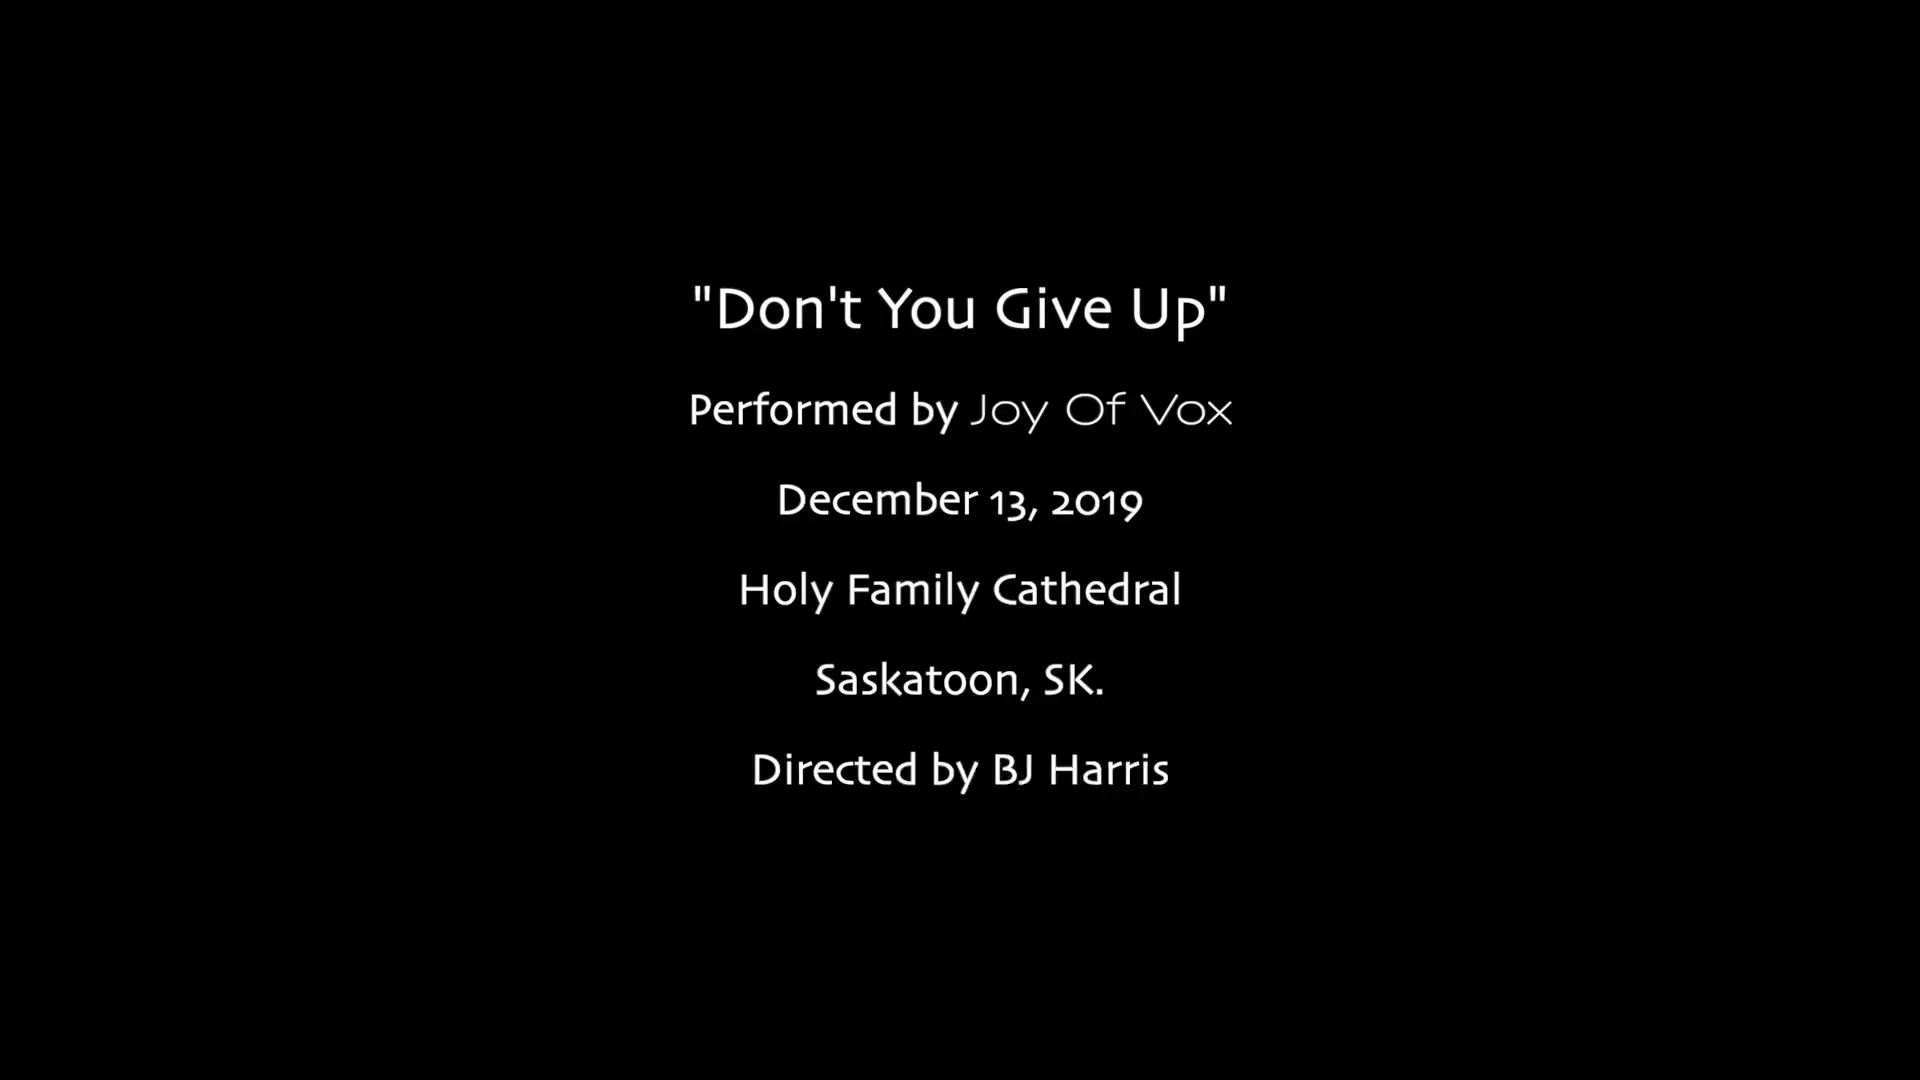 "Don't You Give Up"
Performed by Joy Of Vox
December 13, 2019
Holy Family Cathedral
Saskatoon, SK.
Directed by BJ Harris